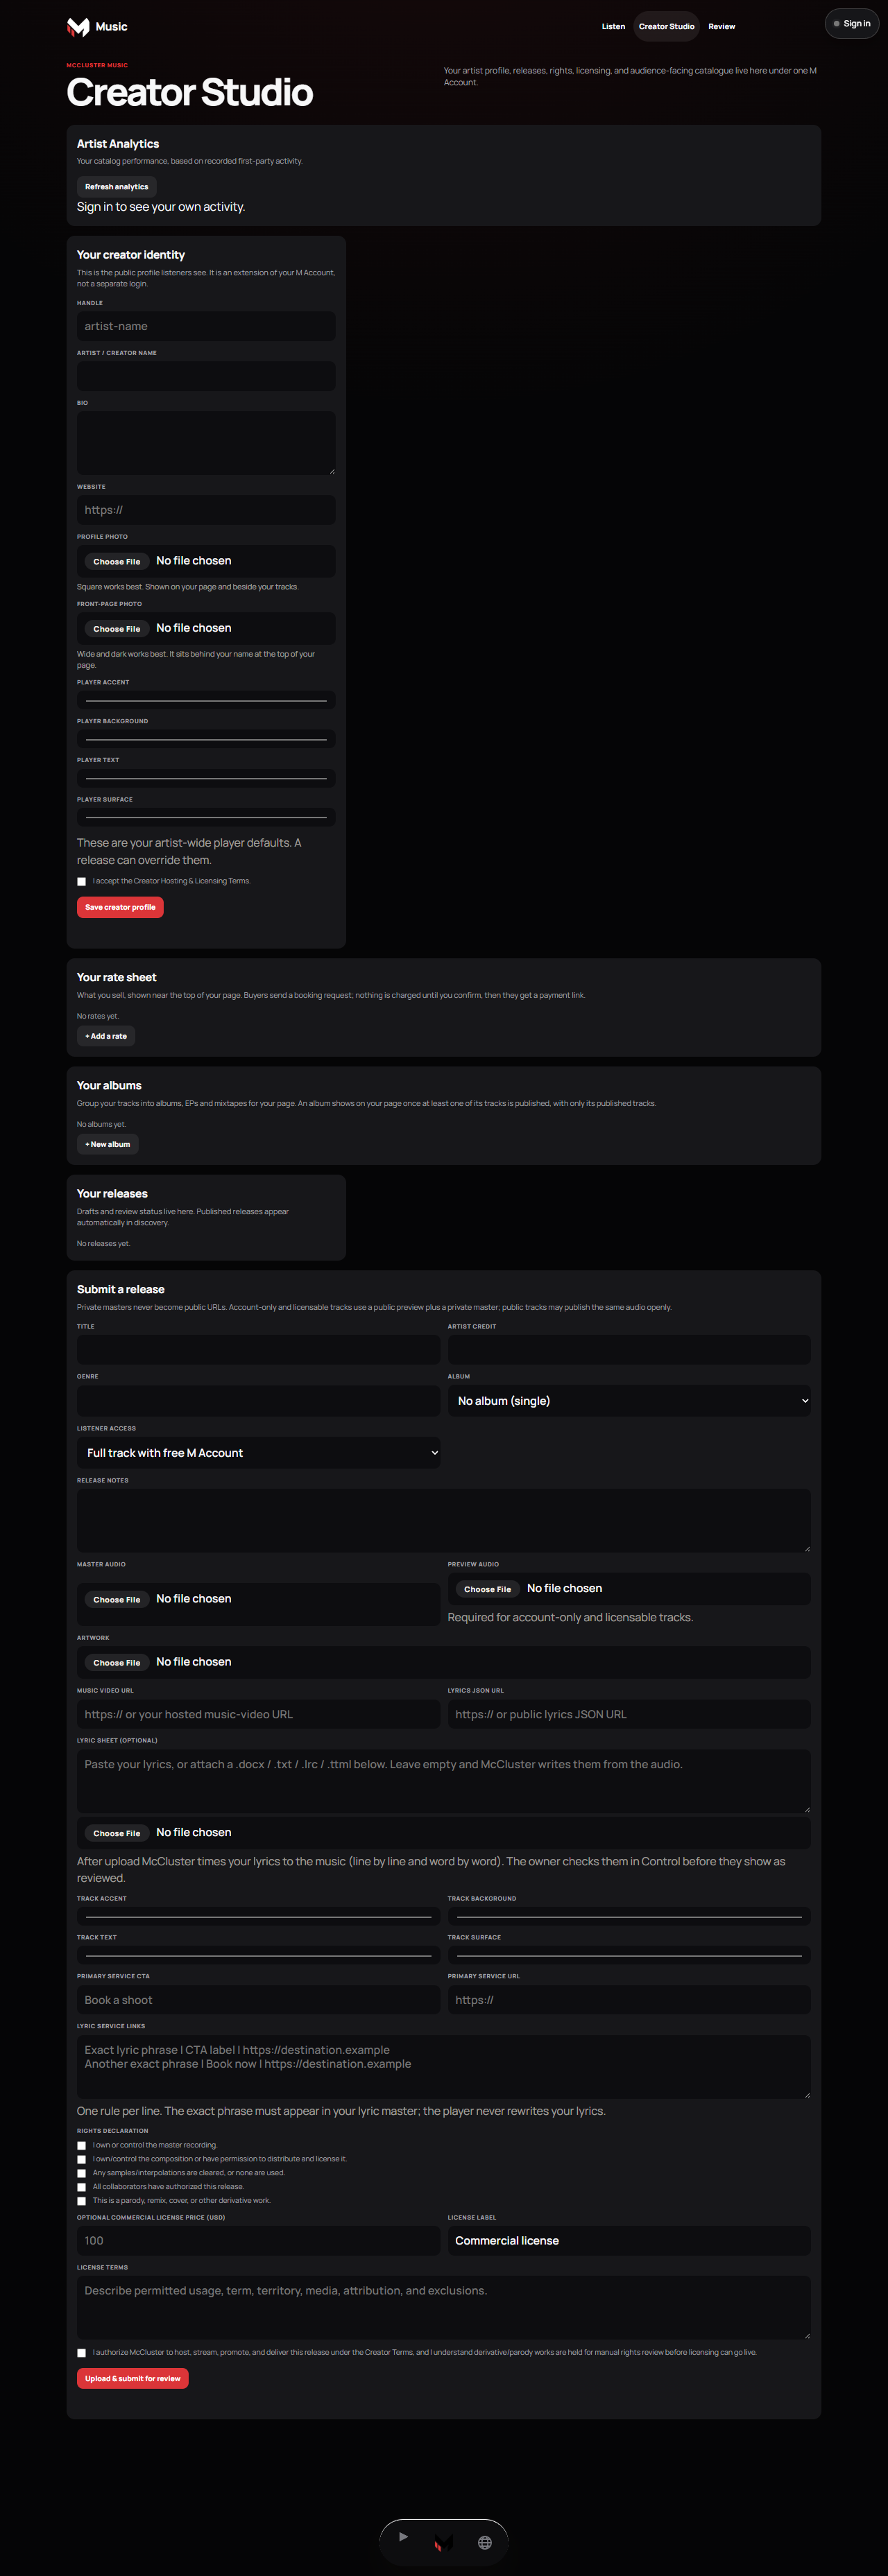 Music
Listen
Creator Studio
Review
Sign in
MCCLUSTER MUSIC
Creator Studio
Your artist profile, releases, rights, licensing, and audience-facing catalogue live here under one M
Account.
Artist Analytics
Your catalog performance, based on recorded first-party activity.
Refresh analytics
Sign in to see your own activity.
Your creator identity
This is the public profile listeners see. It is an extension of your M Account,
not a separate login.
HANDLE
artist-name
ARTIST / CREATOR NAME
BIO
WEBSITE
https://
PROFILE PHOTO
Choose File No file chosen
Square works best. Shown on your page and beside your tracks.
FRONT-PAGE PHOTO
Choose File No file chosen
Wide and dark works best. It sits behind your name at the top of your
page.
PLAYER ACCENT
PLAYER BACKGROUND
PLAYER TEXT
PLAYER SURFACE
These are your artist-wide player defaults. A
release can override them.
I accept the Creator Hosting & Licensing Terms.
Save creator profile
Your rate sheet
What you sell, shown near the top of your page. Buyers send a booking request; nothing is charged until you confirm, then they get a payment link.
No rates yet.
+ Add a rate
Your albums
Group your tracks into albums, EPs and mixtapes for your page. An album shows on your page once at least one of its tracks is published, with only its published tracks.
No albums yet.
+ New album
Your releases
Drafts and review status live here. Published releases appear
automatically in discovery.
No releases yet.
Submit a release
Private masters never become public URLs. Account-only and licensable tracks use a public preview plus a private master; public tracks may publish the same audio openly.
TITLE
ARTIST CREDIT
GENRE
ALBUM
No album (single)
LISTENER ACCESS
Full track with free M Account
RELEASE NOTES
MASTER AUDIO
Choose File No file chosen
PREVIEW AUDIO
Choose File No file chosen
Required for account-only and licensable tracks.
ARTWORK
Choose File No file chosen
MUSIC VIDEO URL
https:// or your hosted music-video URL
LYRICS JSON URL
https:// or public lyrics JSON URL
LYRIC SHEET (OPTIONAL)
Paste your lyrics, or attach a .docx / .txt / .lrc / .ttml below. Leave empty and McCluster writes them from the audio.
Choose File No file chosen
After upload McCluster times your lyrics to the music (line by line and word by word). The owner checks them in Control before they show as
reviewed.
TRACK ACCENT
TRACK BACKGROUND
TRACK TEXT
TRACK SURFACE
PRIMARY SERVICE CTA
Book a shoot
PRIMARY SERVICE URL
https://
LYRIC SERVICE LINKS
Exact lyric phrase | CTA label | https://destination.example
Another exact phrase | Book now | https://destination.example
One rule per line. The exact phrase must appear in your lyric master; the player never rewrites your lyrics.
RIGHTS DECLARATION
I own or control the master recording.
I own/control the composition or have permission to distribute and license it.
Any samples/interpolations are cleared, or none are used.
All collaborators have authorized this release.
This is a parody, remix, cover, or other derivative work.
OPTIONAL COMMERCIAL LICENSE PRICE (USD)
100
LICENSE LABEL
Commercial license
LICENSE TERMS
Describe permitted usage, term, territory, media, attribution, and exclusions.
I authorize McCluster to host, stream, promote, and deliver this release under the Creator Terms, and I understand derivative/parody works are held for manual rights review before licensing can go live.
Upload & submit for review